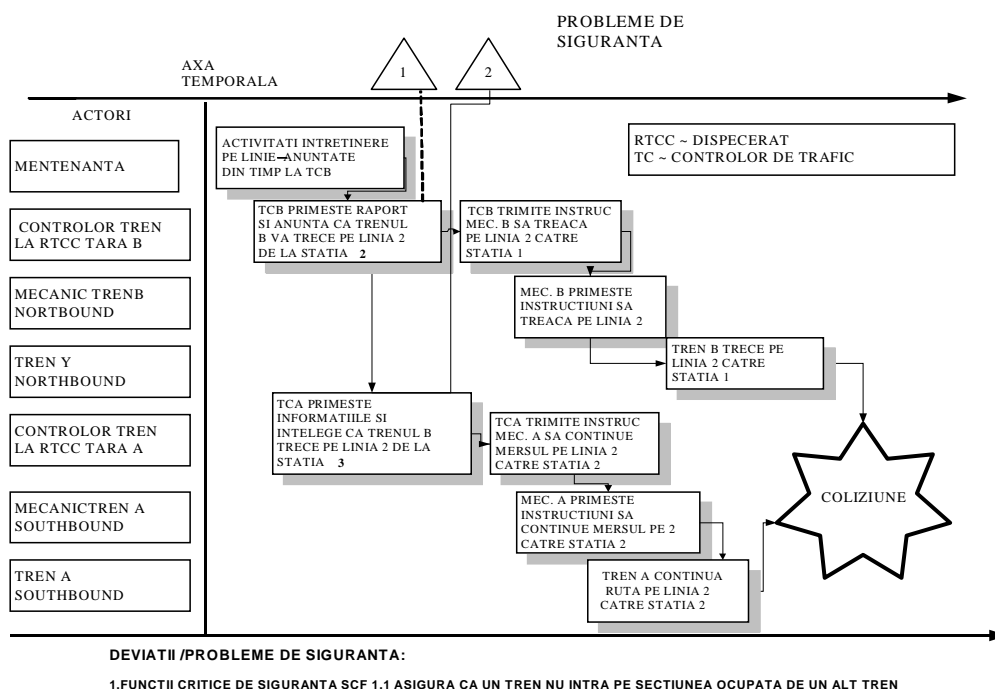 PROBLEME DE
SIGURANTA
AXA
TEMPORALA
1
2
ACTORI
MENTENANTA
CONTROLOR TREN
LA RTCC TARA B
MECANIC TRENB
NORTBOUND
TREN Y
NORTHBOUND
CONTROLOR TREN
LA RTCC TARA A
MECANICTREN A
SOUTHBOUND
TREN A
SOUTHBOUND
ACTIVITATI INTRETINERE
PE LINIE–ANUNTATE
DIN TIMP LA TCB
RTCC ~ DISPECERAT
TC ~ CONTROLOR DE TRAFIC
TCB PRIMESTE RAPORT
SI ANUNTA CA TRENUL
B VA TRECE PE LINIA 2
DE LA STATIA 2
TCB TRIMITE INSTRUC
MEC. B SA TREACA
PE LINIA 2 CATRE
STATIA 1
MEC. B PRIMESTE
INSTRUCTIUNI SA
TREACA PE LINIA 2
TREN B TRECE PE
LINIA 2 CATRE
STATIA 1
TCA PRIMESTE
INFORMATIILE SI
INTELEGE CA TRENUL B
TRECE PE LINIA 2 DE LA
STATIA 3
TCA TRIMITE INSTRUC
MEC. A SA CONTINUE
MERSUL PE LINIA 2
CATRE STATIA 2
MEC. A PRIMESTE
INSTRUCTIUNI SA
CONTINUE MERSUL PE 2
CATRE STATIA 2
TREN A CONTINUA
RUTA PE LINIA 2
CATRE STATIA 2
COLIZIUNE
DEVIATII /PROBLEME DE SIGURANTA:
1.FUNCTII CRITICE DE SIGURANTA SCF 1.1 ASIGURA CA UN TREN NU INTRA PE SECTIUNEA OCUPATA DE UN ALT TREN